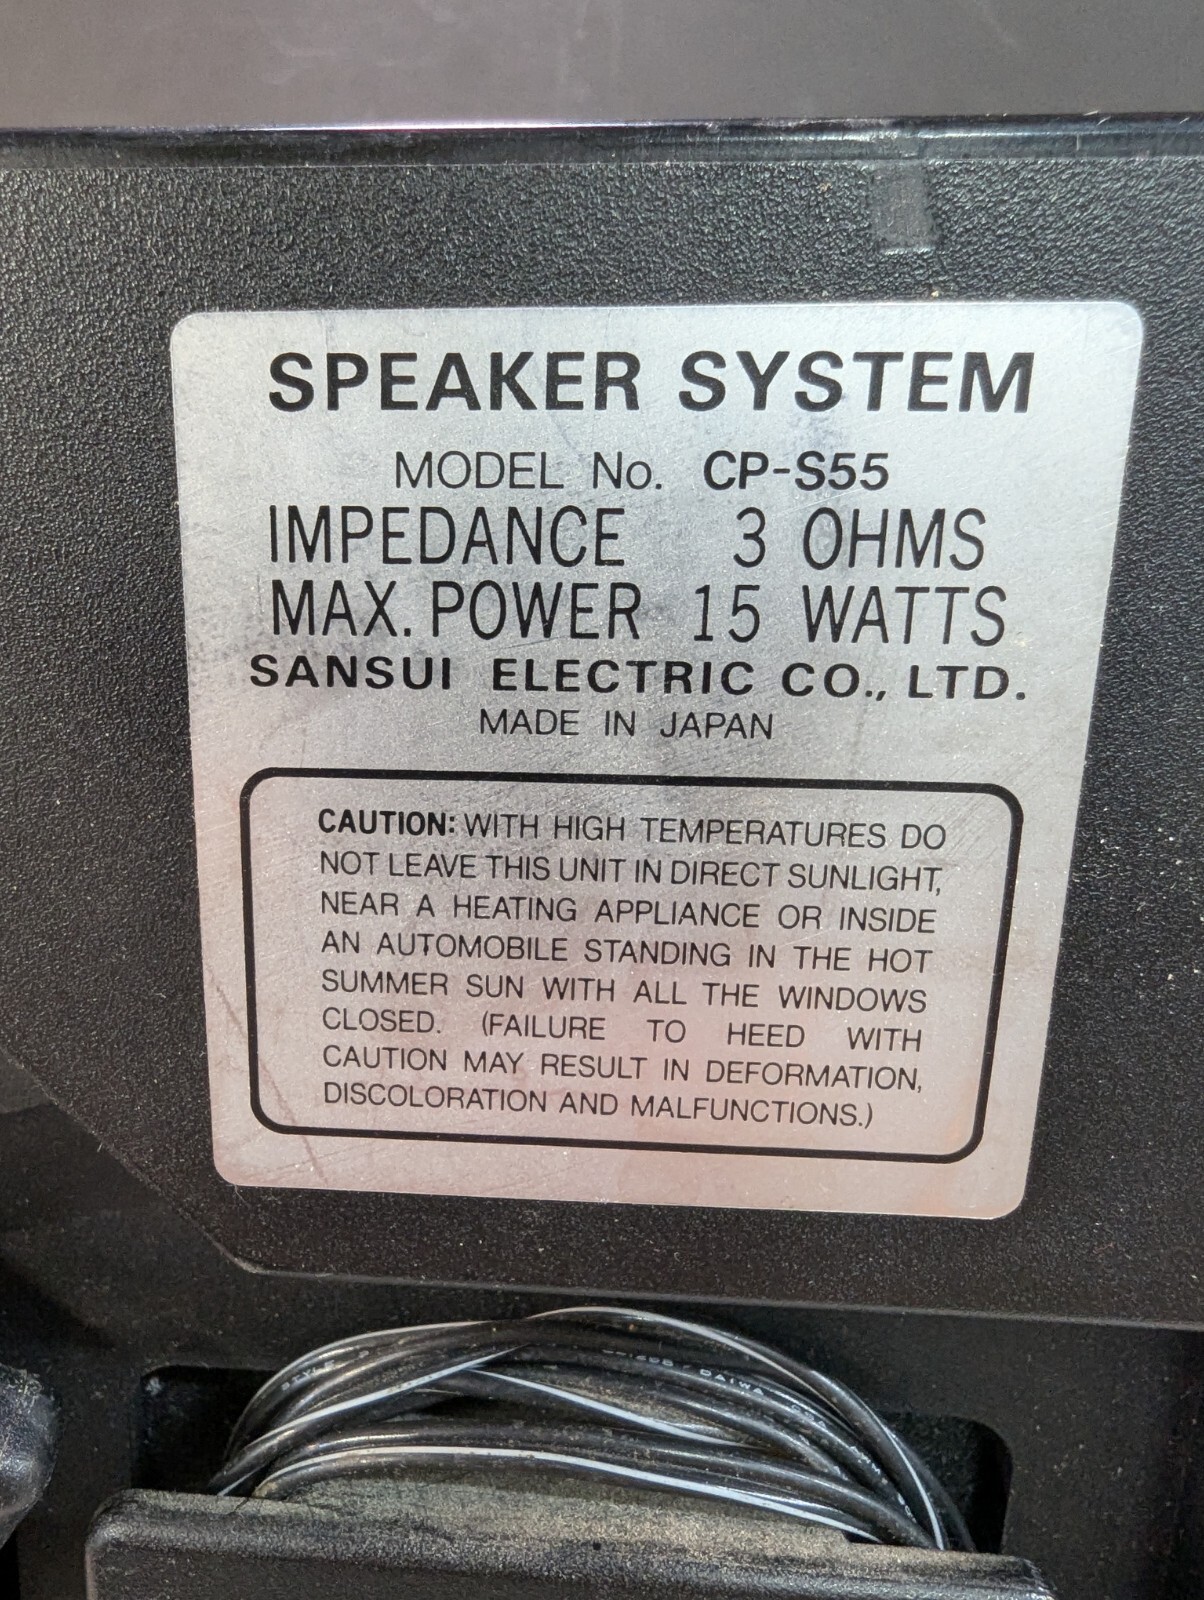 SPEAKER SYSTEM
MODEL No. CP-S55
IMPEDANCE 3 OHMS
MAX. POWER 15 WATTS
SANSUI ELECTRIC CO., LTD.
MADE IN JAPAN
CAUTION: WITH HIGH TEMPERATURES DO
NOT LEAVE THIS UNIT IN DIRECT SUNLIGHT,
NEAR A HEATING APPLIANCE OR INSIDE
AN AUTOMOBILE STANDING IN THE HOT
SUMMER SUN WITH ALL THE WINDOWS
CLOSED. (FAILURE TO HEED WITH
CAUTION MAY RESULT IN DEFORMATION,
DISCOLORATION AND MALFUNCTIONS.)
DAIWA